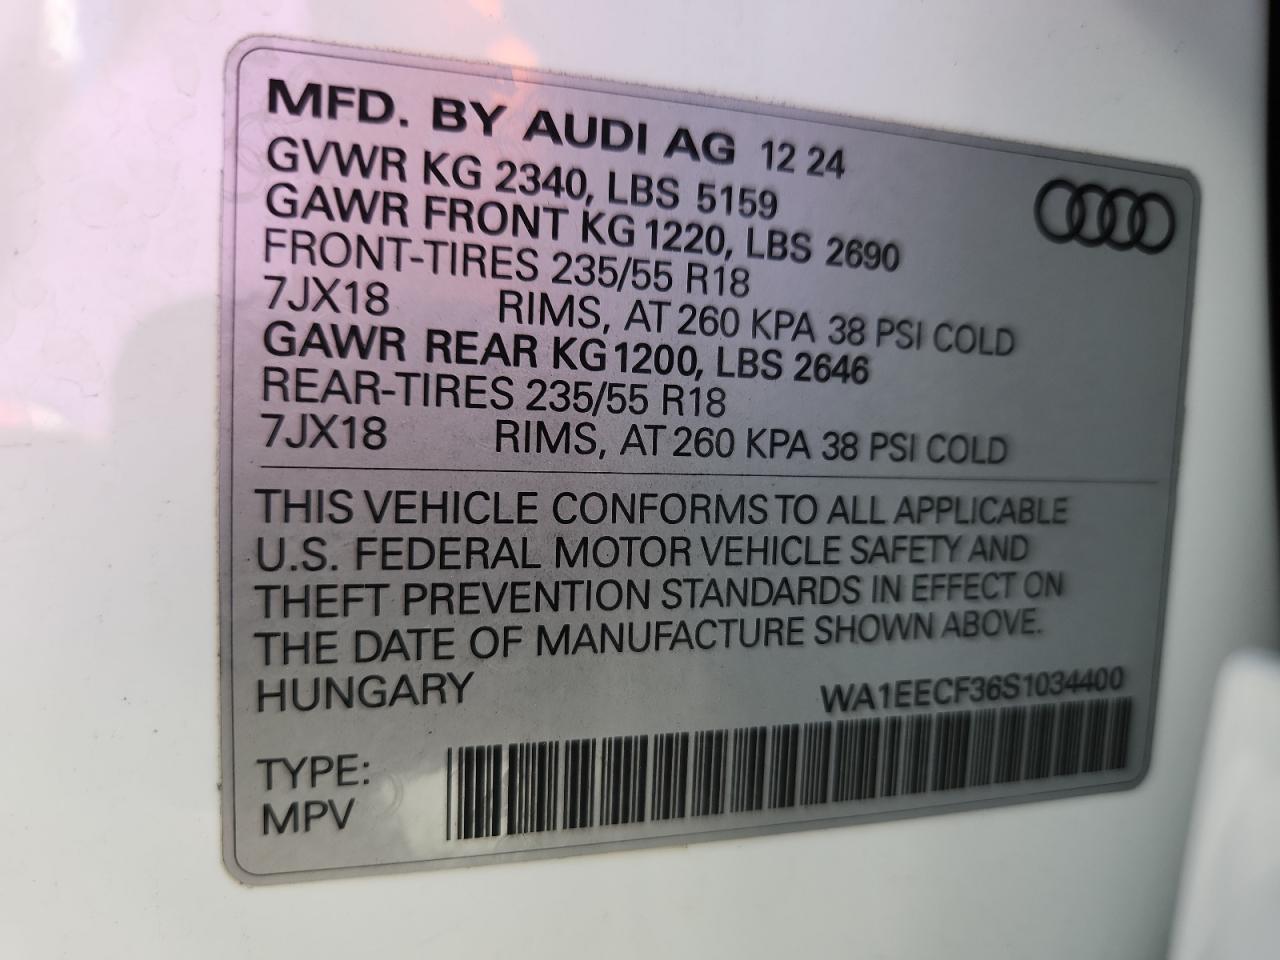 MFD. BY AUDI AG 12 24
GVWR KG 2340, LBS 5159
GAWR FRONT KG 1220, LBS 2690
FRONT-TIRES 235/55 R18
7JX18 RIMS, AT 260 KPA 38 PSI COLD
GAWR REAR KG 1200, LBS 2646
REAR-TIRES 235/55 R18
7JX18 RIMS, AT 260 KPA 38 PSI COLD
THIS VEHICLE CONFORMS TO ALL APPLICABLE
U.S. FEDERAL MOTOR VEHICLE SAFETY AND
THEFT PREVENTION STANDARDS IN EFFECT ON
THE DATE OF MANUFACTURE SHOWN ABOVE.
HUNGARY WA1EECF36S1034400
TYPE:
MPV